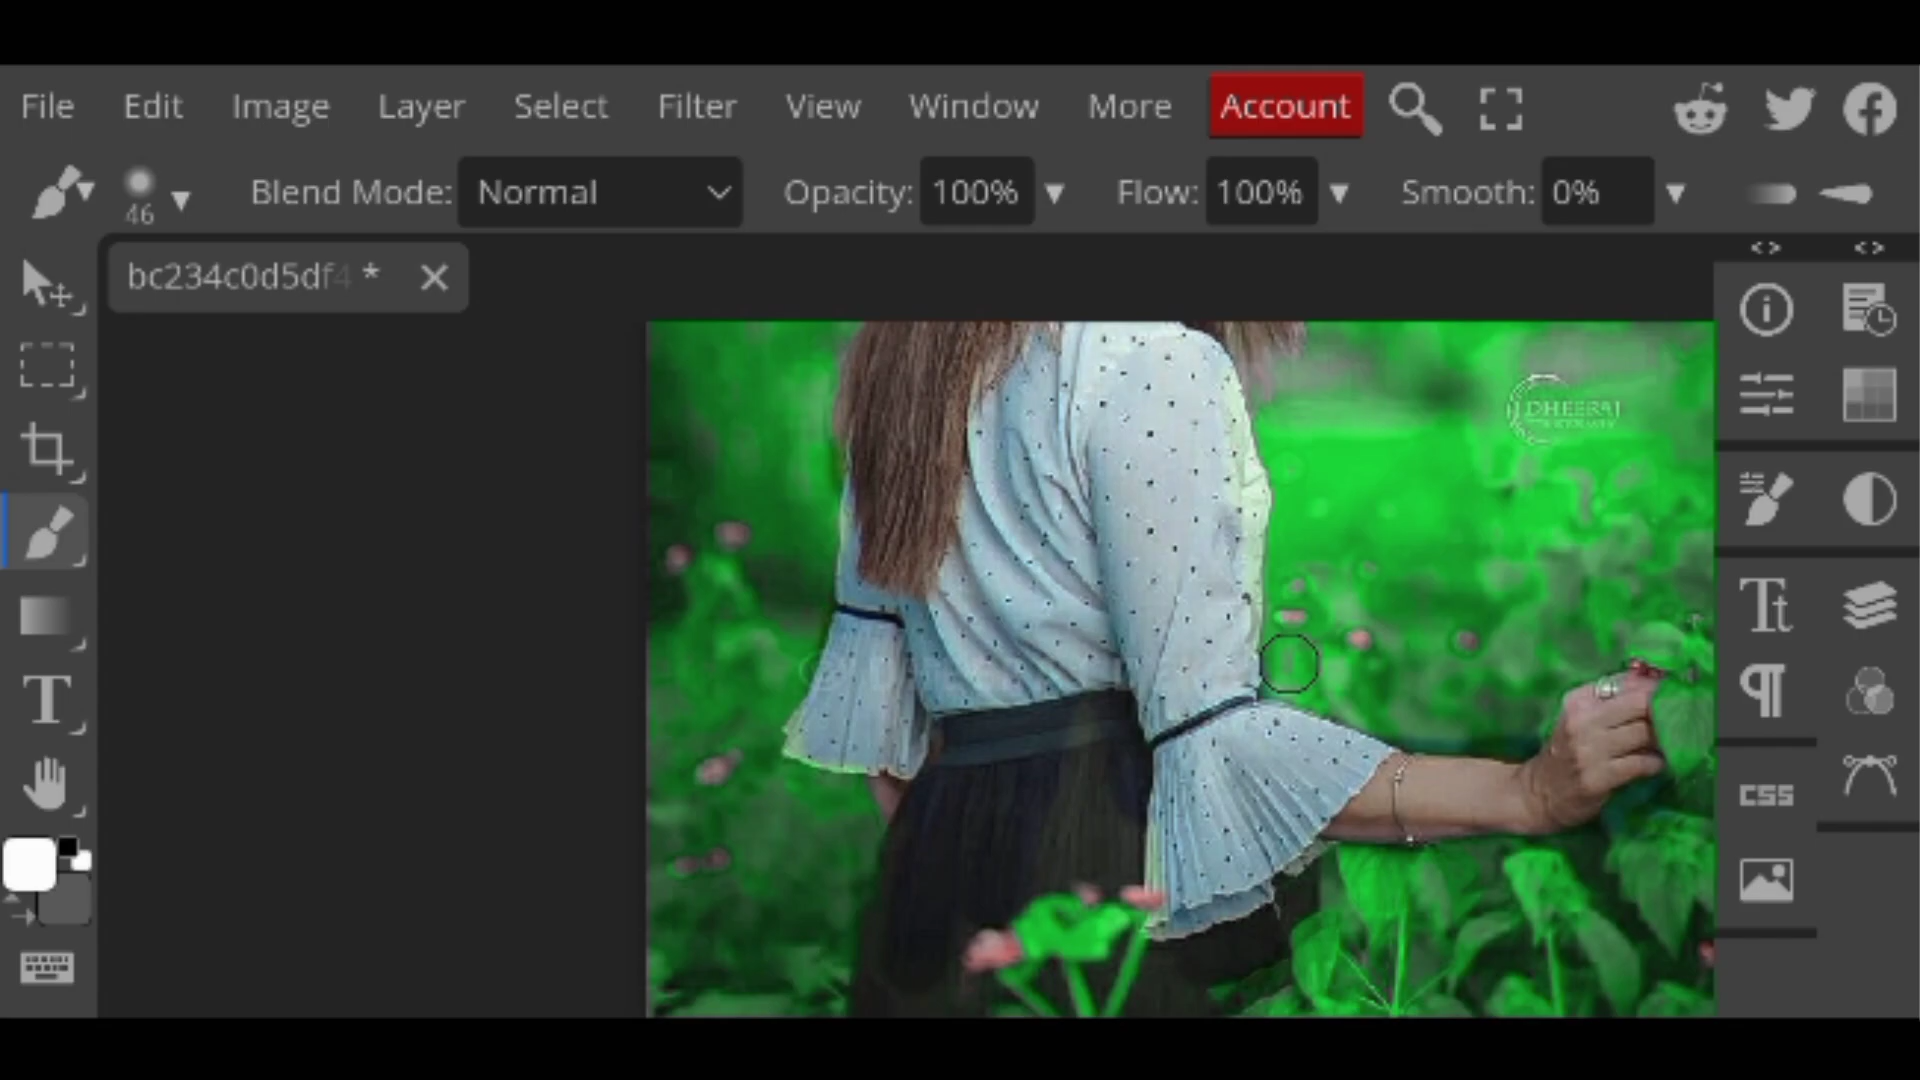 File Edit Image Layer Select Filter View Window More Account
46 Blend Mode: Normal Opacity: 100% Flow: 100% Smooth: 0%
bc234c0d5df4 *
DHEERAJ
CSS